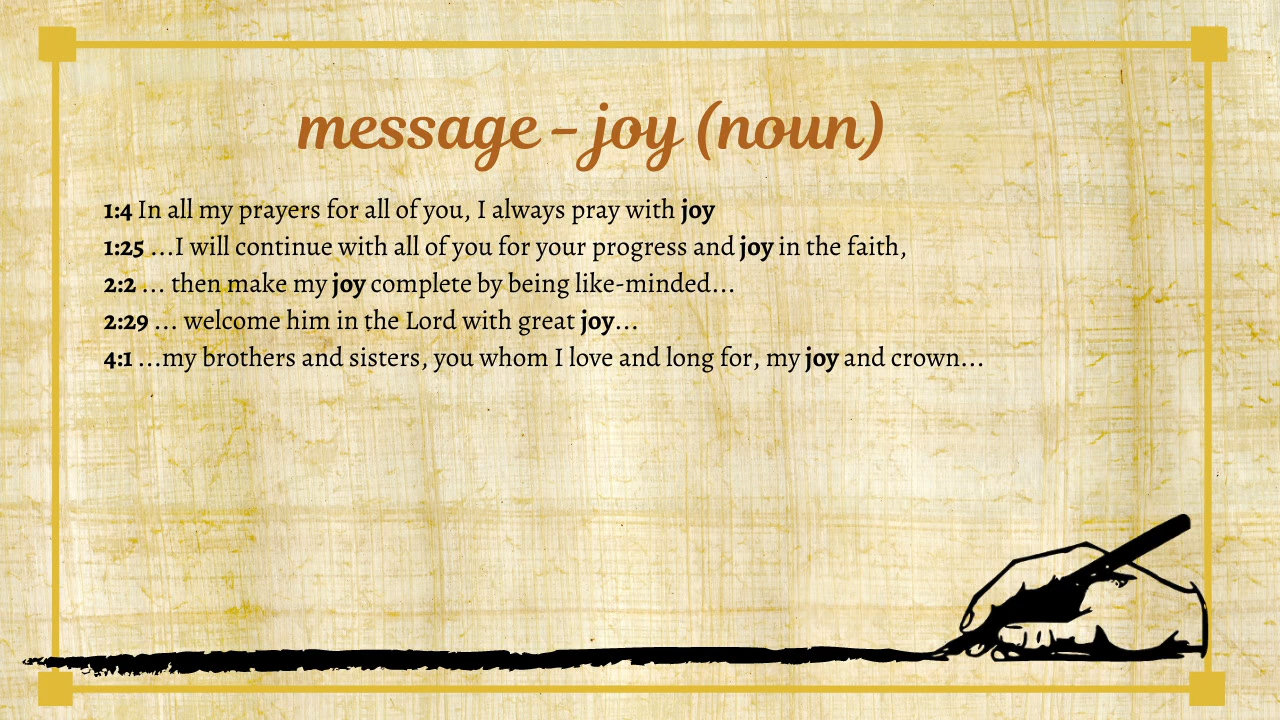 message – joy (noun)
1:4 In all my prayers for all of you, I always pray with joy
1:25 ...I will continue with all of you for your progress and joy in the faith,
2:2 ... then make my joy complete by being like-minded...
2:29 ... welcome him in the Lord with great joy...
4:1 ...my brothers and sisters, you whom I love and long for, my joy and crown...